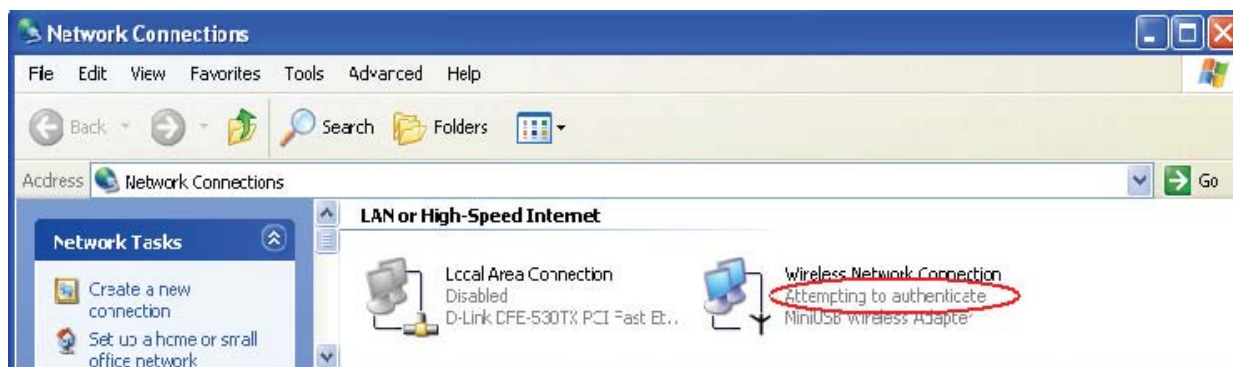 Network Connections
File Edit View Favorites Tools Advanced Help
Back Search Folders
Address Network Connections Go
LAN or High-Speed Internet
Network Tasks
Create a new
connection
Set up a home or small
office network
Local Area Connection
Disabled
D-Link DFE-530TX PCI Fast Et...
Wireless Network Connection
Attempting to authenticate
MiniUSB Wireless Adapter